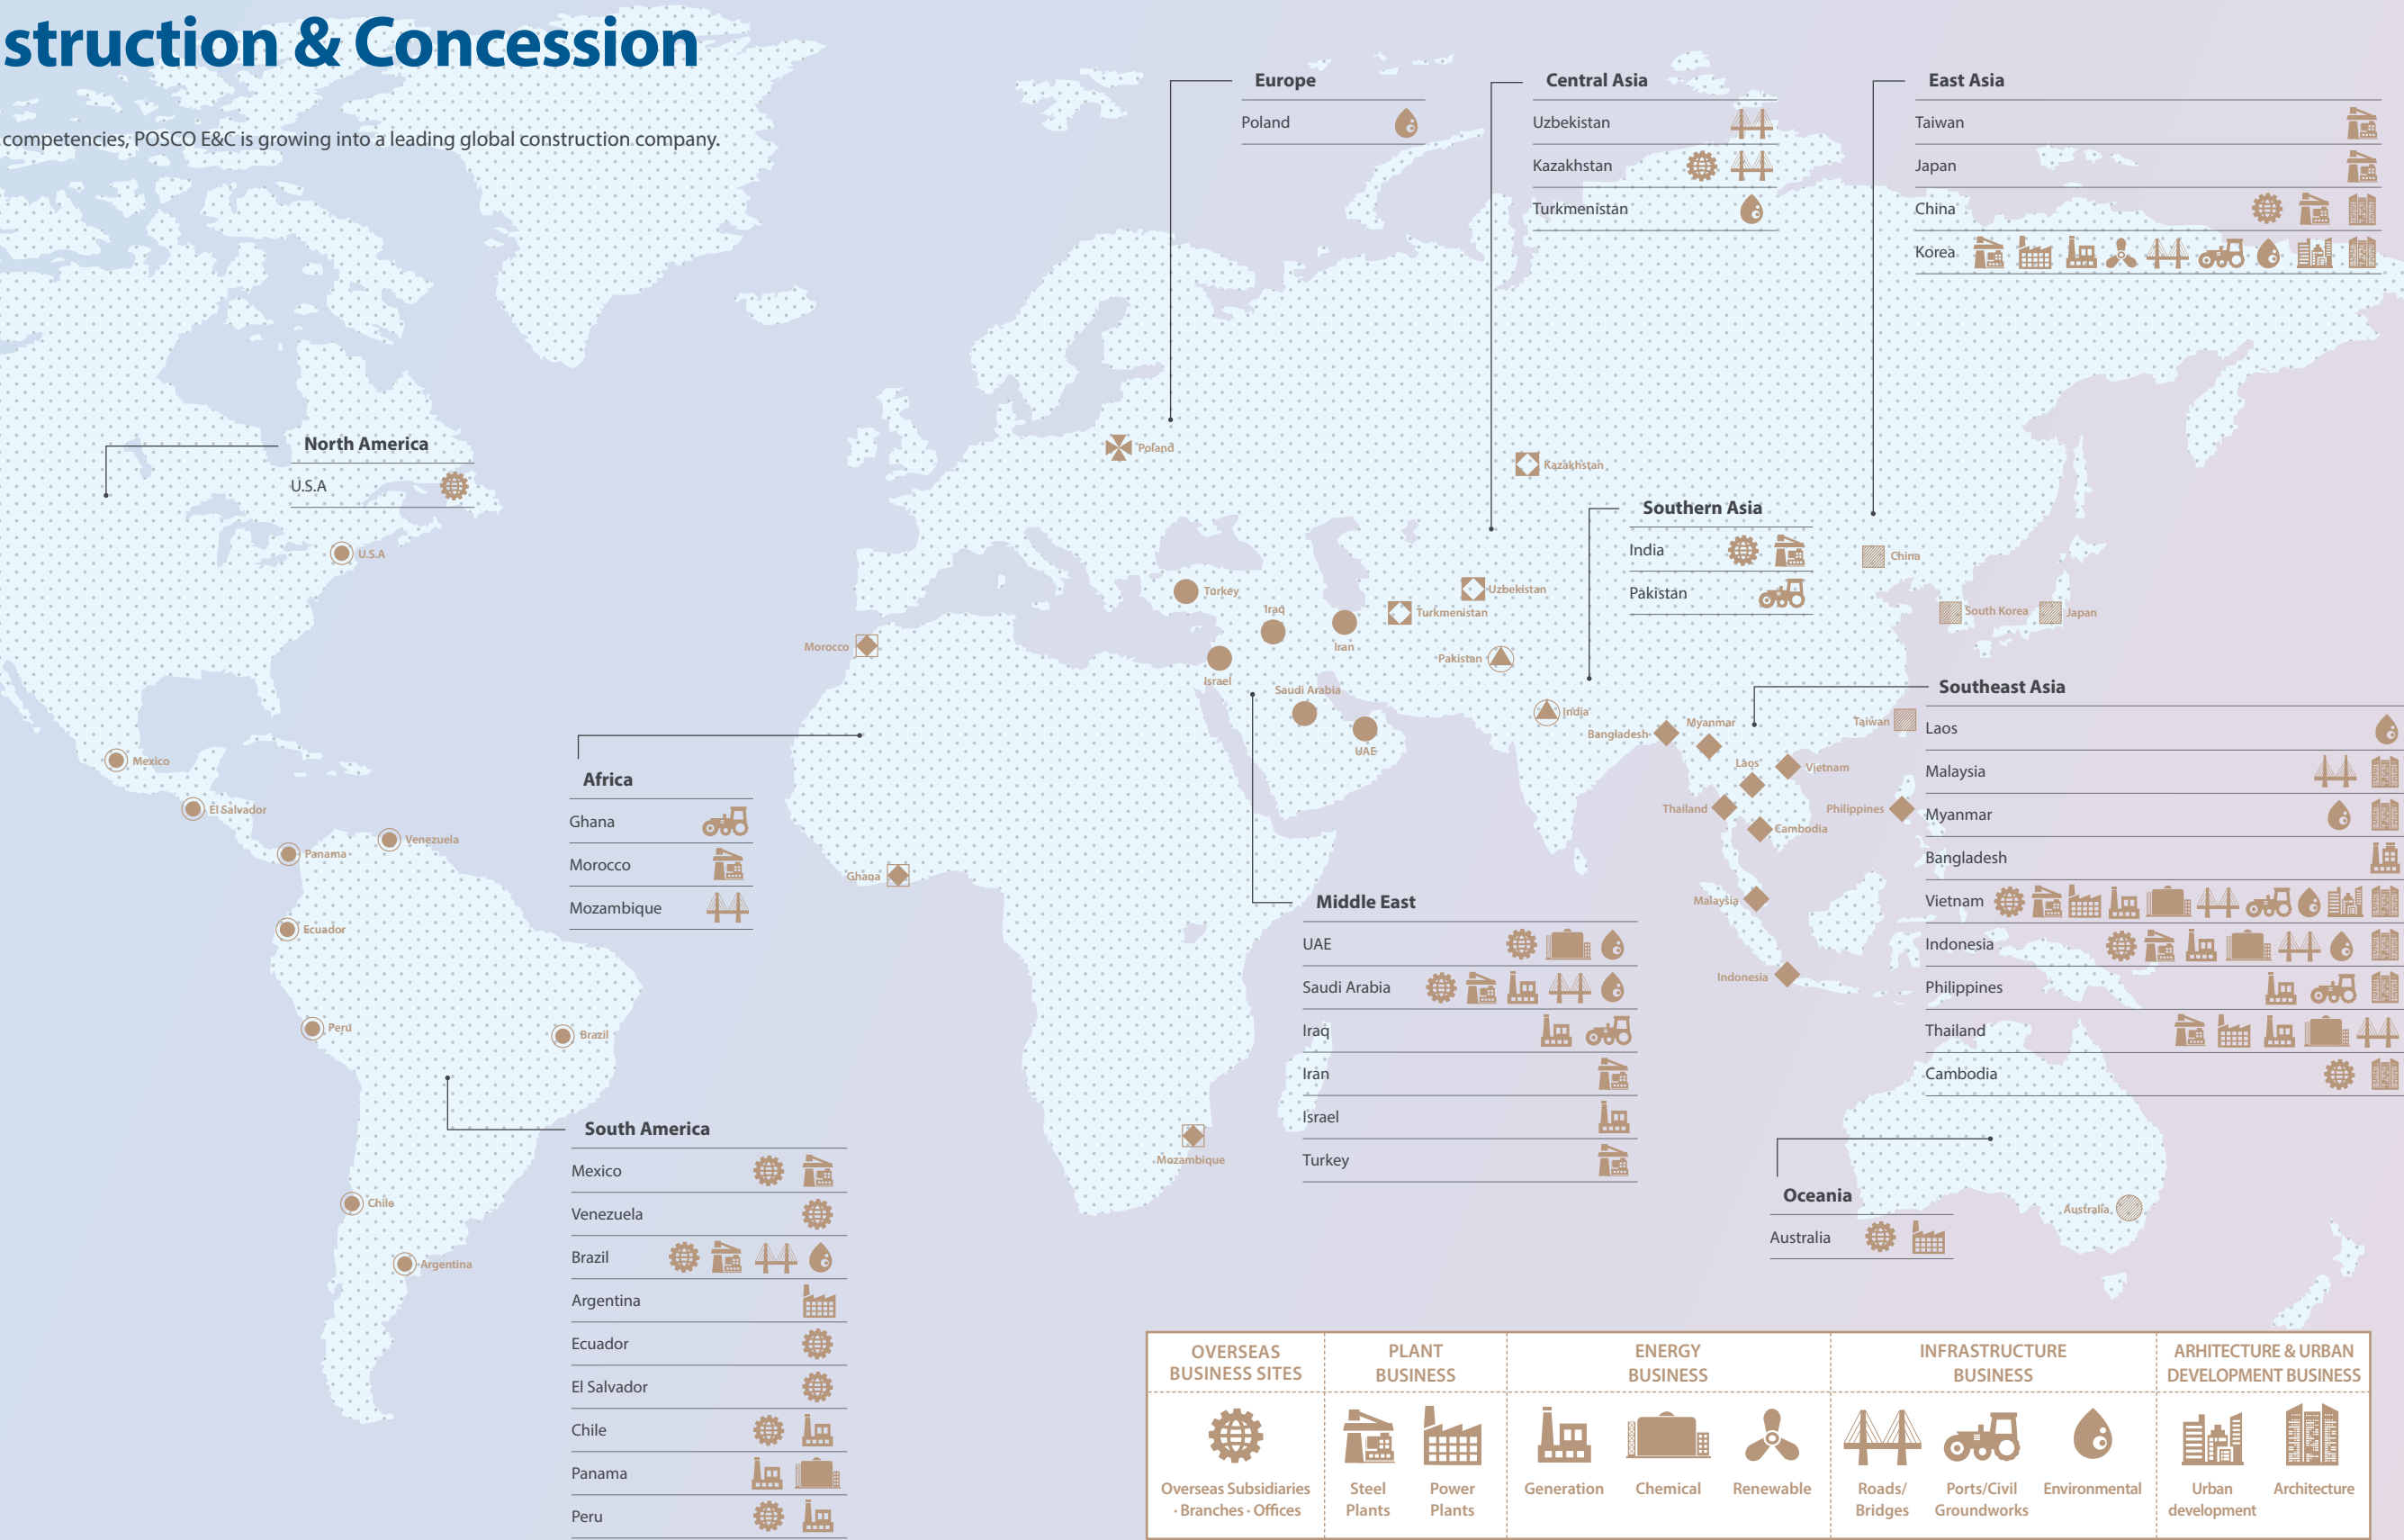 struction & Concession
competencies, POSCO E&C is growing into a leading global construction company.
Europe
Poland
Central Asia
Uzbekistan
Kazakhstan
Turkmenistan
East Asia
Taiwan
Japan
China
Korea
North America
U.S.A
Southern Asia
India
Pakistan
Southeast Asia
Laos
Malaysia
Myanmar
Bangladesh
Vietnam
Indonesia
Philippines
Thailand
Cambodia
Africa
Ghana
Morocco
Mozambique
Middle East
UAE
Saudi Arabia
Iraq
Iran
Israel
Turkey
South America
Mexico
Venezuela
Brazil
Argentina
Ecuador
El Salvador
Chile
Panama
Peru
Oceania
Australia
Poland
Kazakhstan
U.S.A
China
Turkey
Uzbekistan
Iraq
Turkmenistan
South Korea
Japan
Morocco
Iran
Pakistan
Israel
Saudi Arabia
India
Myanmar
Taiwan
Bangladesh
UAE
Mexico
Laos
Vietnam
El Salvador
Thailand
Philippines
Cambodia
Venezuela
Panama
Ghana
Malaysia
Ecuador
Indonesia
Peru
Brazil
Mozambique
Chile
Australia
Argentina
OVERSEAS
BUSINESS SITES
PLANT
BUSINESS
ENERGY
BUSINESS
INFRASTRUCTURE
BUSINESS
ARHITECTURE & URBAN
DEVELOPMENT BUSINESS
Overseas Subsidiaries
· Branches · Offices
Steel
Plants
Power
Plants
Generation
Chemical
Renewable
Roads/
Bridges
Ports/Civil
Groundworks
Environmental
Urban
development
Architecture